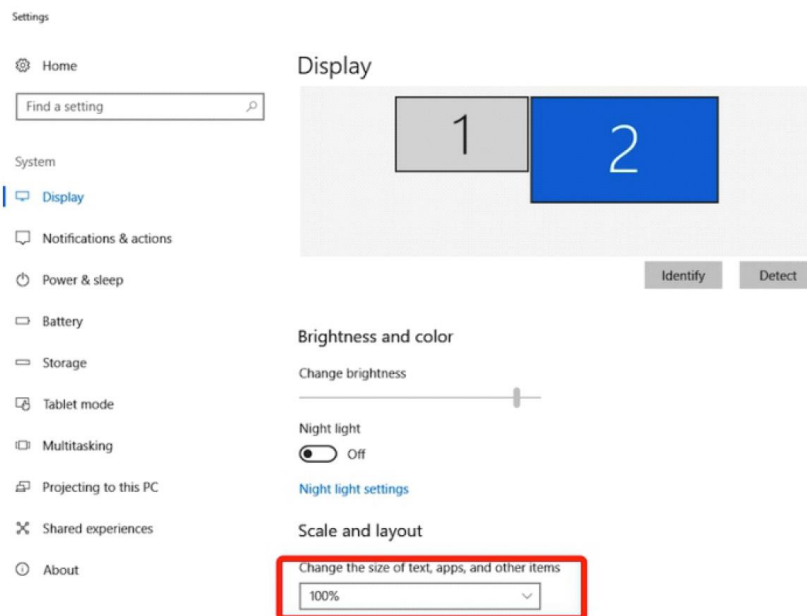 Settings
Home
Find a setting
System
Display
Notifications & actions
Power & sleep
Battery
Storage
Tablet mode
Multitasking
Projecting to this PC
Shared experiences
About
Display
1
2
Identify
Detect
Brightness and color
Change brightness
Night light
Off
Night light settings
Scale and layout
Change the size of text, apps, and other items
100%